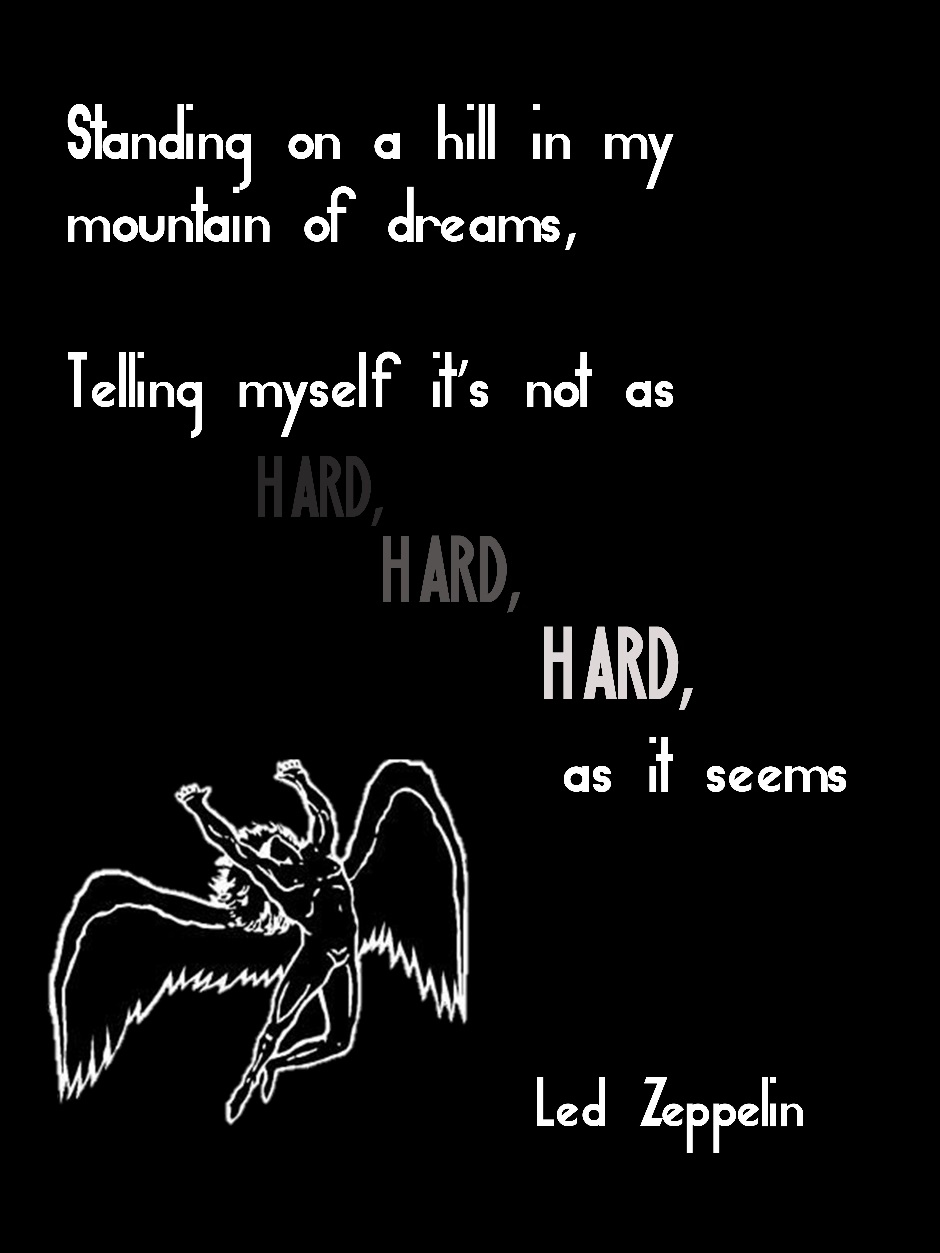 Standing on a hill in my
mountain of dreams,
Telling myself it's not as
HARD,
HARD,
HARD,
as it seems
Led Zeppelin